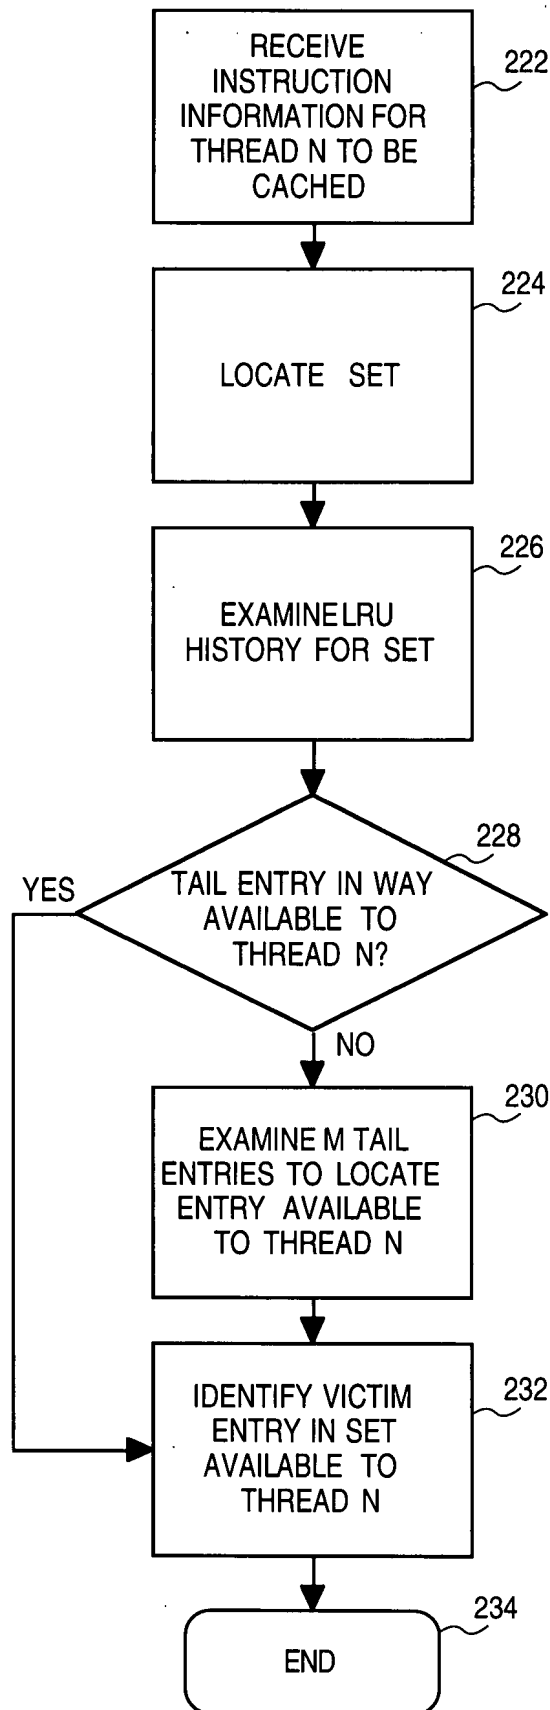 RECEIVE
INSTRUCTION
INFORMATION FOR
THREAD N TO BE
CACHED
222
224
LOCATE SET
226
EXAMINE LRU
HISTORY FOR SET
228
YES
TAIL ENTRY IN WAY
AVAILABLE TO
THREAD N?
NO
230
EXAMINE M TAIL
ENTRIES TO LOCATE
ENTRY AVAILABLE
TO THREAD N
232
IDENTIFY VICTIM
ENTRY IN SET
AVAILABLE TO
THREAD N
234
END